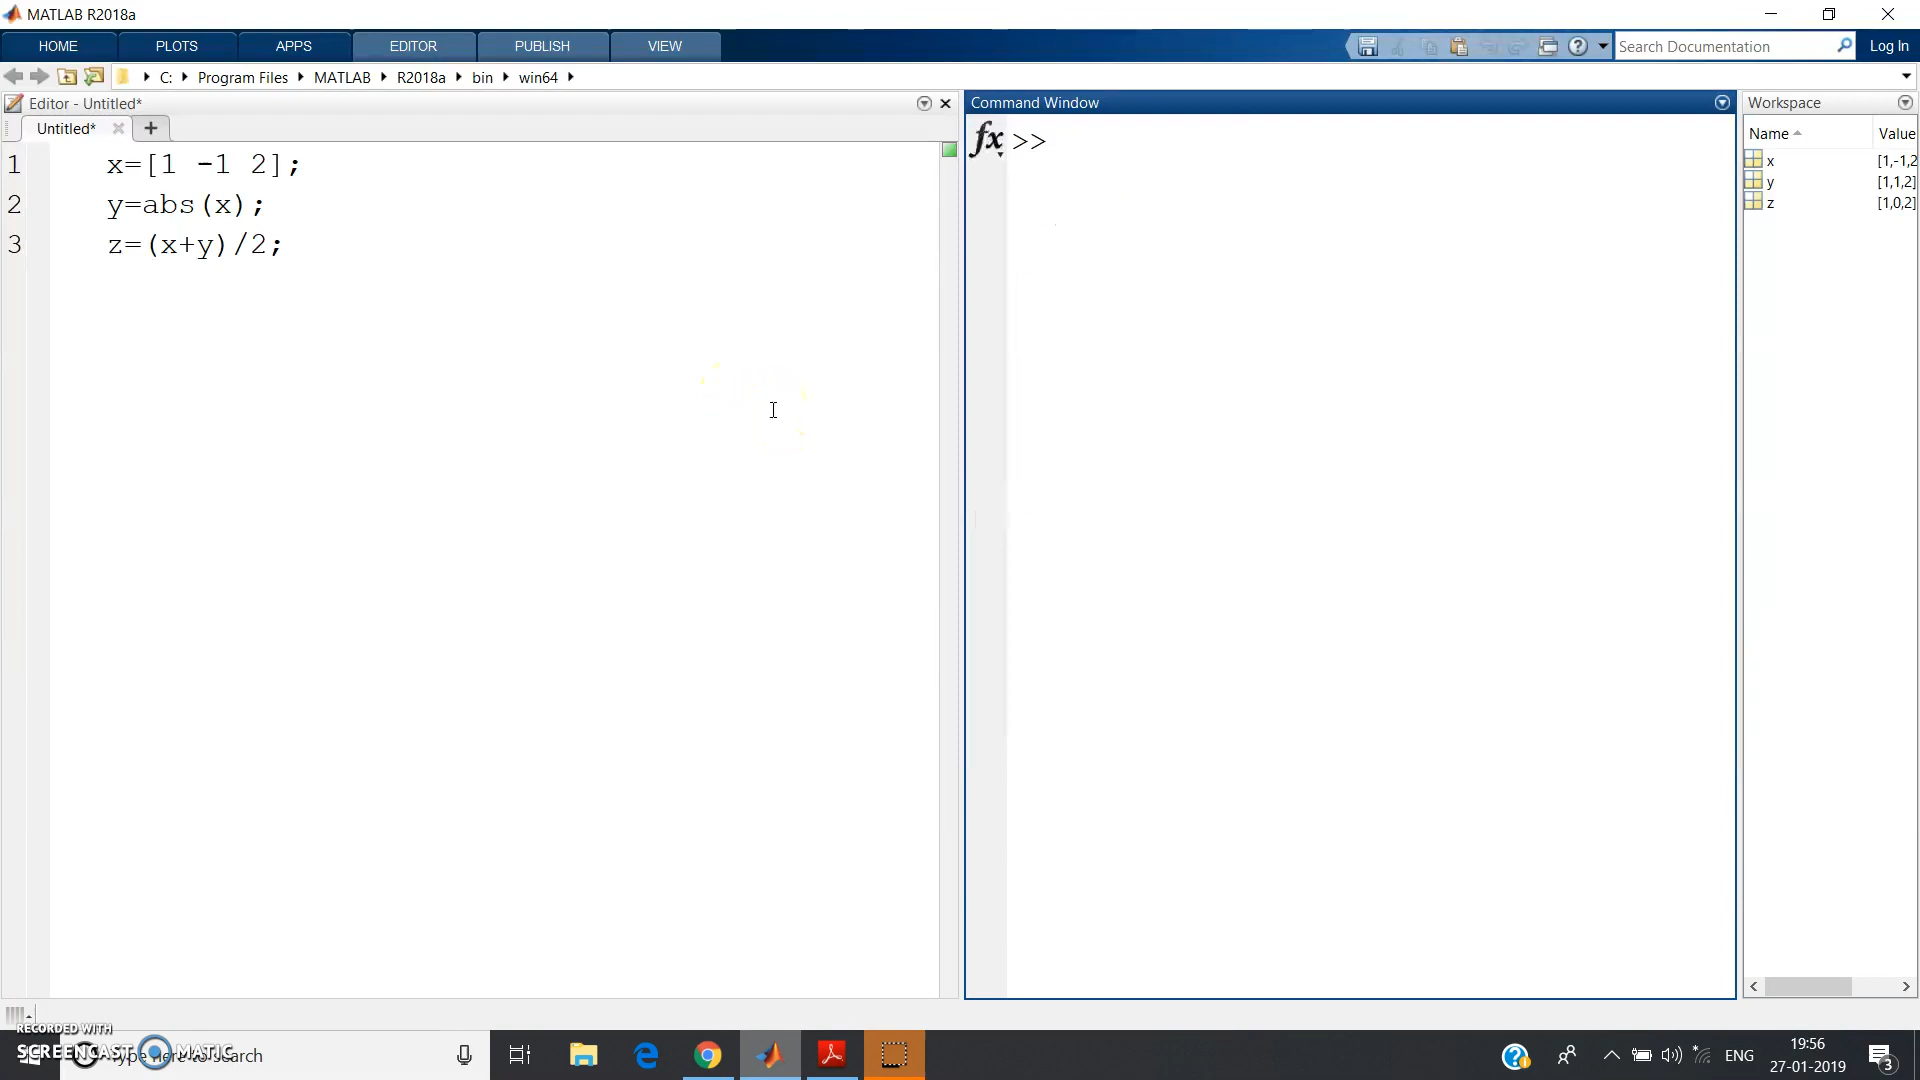 MATLAB R2018a
HOME PLOTS APPS EDITOR PUBLISH VIEW Search Documentation Log In
C: Program Files MATLAB R2018a bin win64
Editor - Untitled*
Untitled* +
1 x=[1 -1 2];
2 y=abs(x);
3 z=(x+y)/2;
Command Window
fx >>
Workspace
Name Value
x [1,-1,2
y [1,1,2]
z [1,0,2]
RECORDED WITH
SCREENCAST MATIC
Type here to search
ENG
19:56
27-01-2019
3